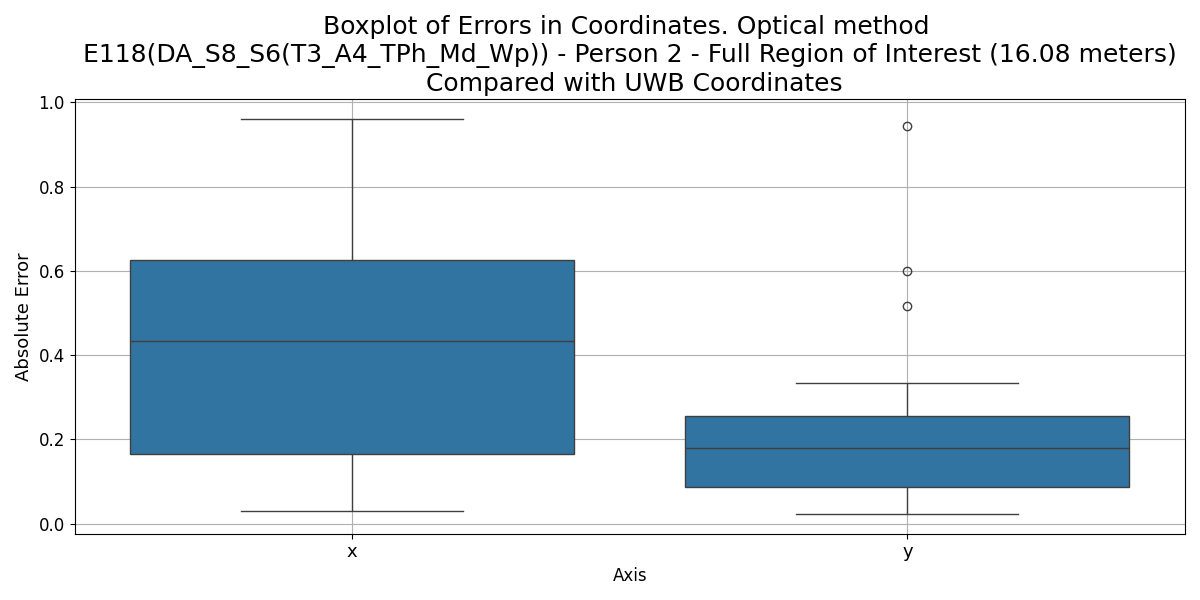 Boxplot of Errors in Coordinates. Optical method
E118(DA_S8_S6(T3_A4_TPh_Md_Wp)) - Person 2 - Full Region of Interest (16.08 meters)
Compared with UWB Coordinates
1.0
0.8
0.6
0.4
0.2
0.0
Absolute Error
x
y
Axis